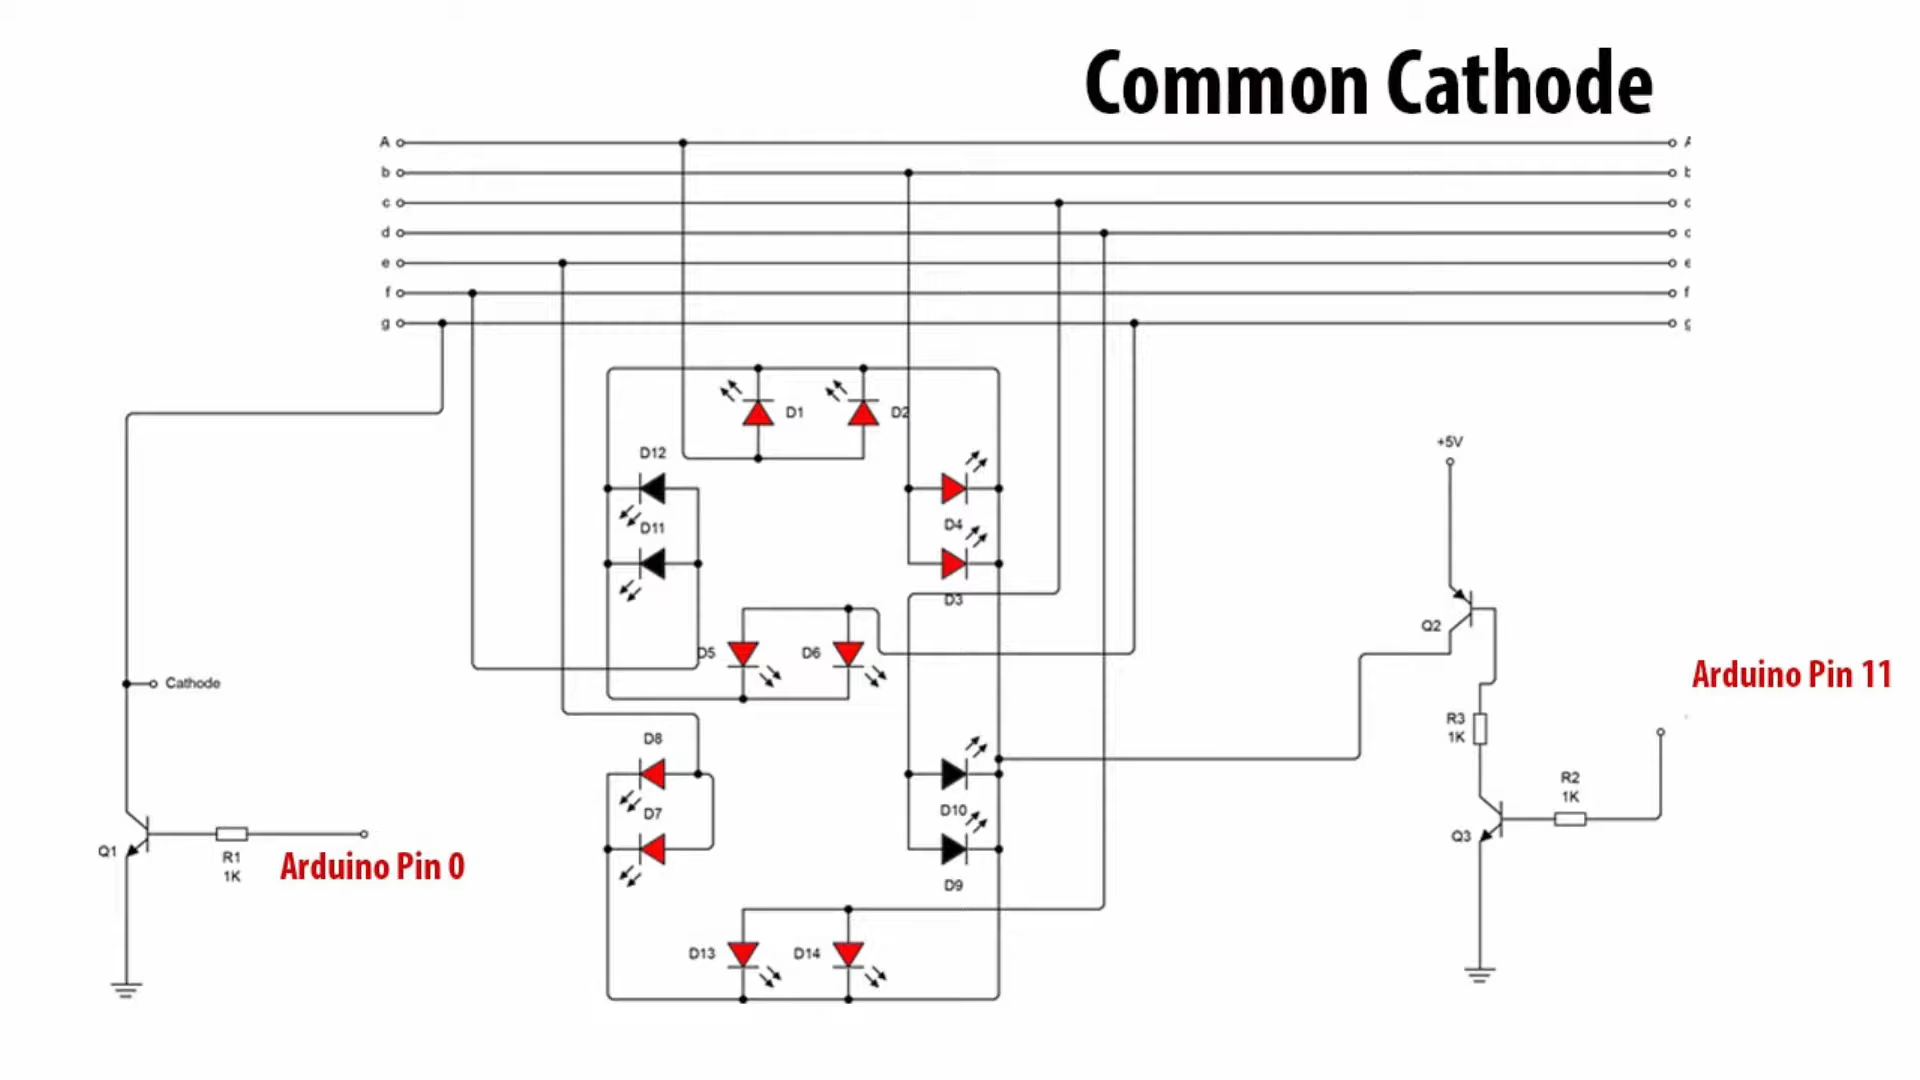 Common Cathode
A
b
c
d
e
f
g
f
D1
D2
D12
D11
D4
D3
D5
D6
Cathode
D8
D7
D10
D9
D13
D14
Q1
R1
1K
Arduino Pin 0
+5V
Q2
R3
1K
Arduino Pin 11
R2
1K
Q3